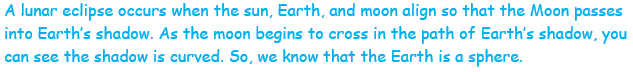 A lunar eclipse occurs when the sun, Earth, and moon align so that the Moon passes
into Earth's shadow. As the moon begins to cross in the path of Earth's shadow, you
can see the shadow is curved. So, we know that the Earth is a sphere.